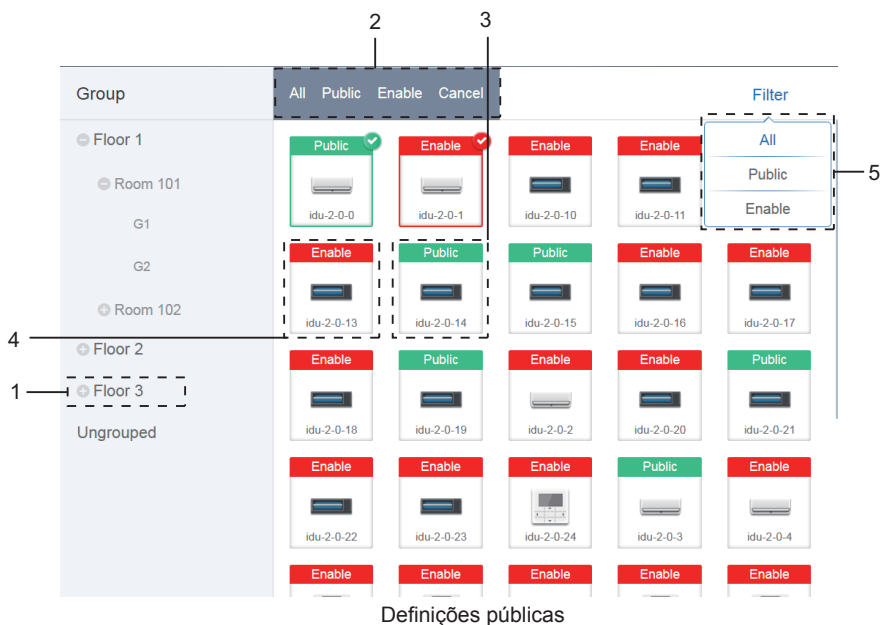 2 3
Group All Public Enable Cancel Filter
Floor 1 Public Enable Enable Enable All
Room 101 Public 5
idu-2-0-0 idu-2-0-1 idu-2-0-10 idu-2-0-11 Enable
G1
Enable Public Public Enable Enable
G2
Room 102 idu-2-0-13 idu-2-0-14 idu-2-0-15 idu-2-0-16 idu-2-0-17
4
Floor 2 Enable Public Enable Enable Public
1 Floor 3
Ungrouped idu-2-0-18 idu-2-0-19 idu-2-0-2 idu-2-0-20 idu-2-0-21
Enable Enable Enable Public Enable
idu-2-0-22 idu-2-0-23 idu-2-0-24 idu-2-0-3 idu-2-0-4
Enable Enable Enable Enable Enable
Definições públicas